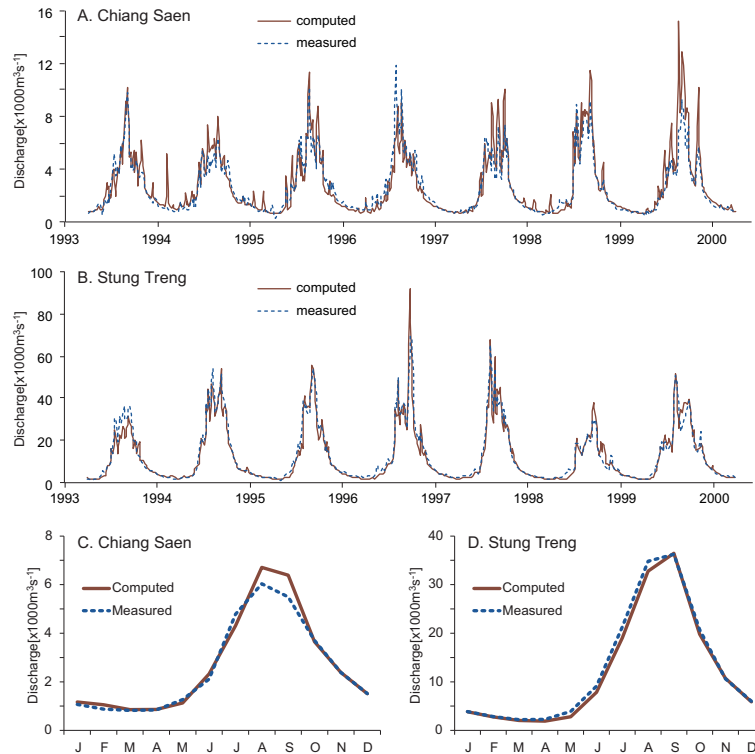 A. Chiang Saen
computed
measured
Discharge[x1000m³s⁻¹]
16
12
8
4
0
1993 1994 1995 1996 1997 1998 1999 2000
B. Stung Treng
computed
measured
Discharge[x1000m³s⁻¹]
100
80
60
40
20
0
1993 1994 1995 1996 1997 1998 1999 2000
C. Chiang Saen
Computed
Measured
Discharge[x1000m³s⁻¹]
8
6
4
2
0
J F M A M J J A S O N D
D. Stung Treng
Computed
Measured
Discharge[x1000m³s⁻¹]
40
30
20
10
0
J F M A M J J A S O N D